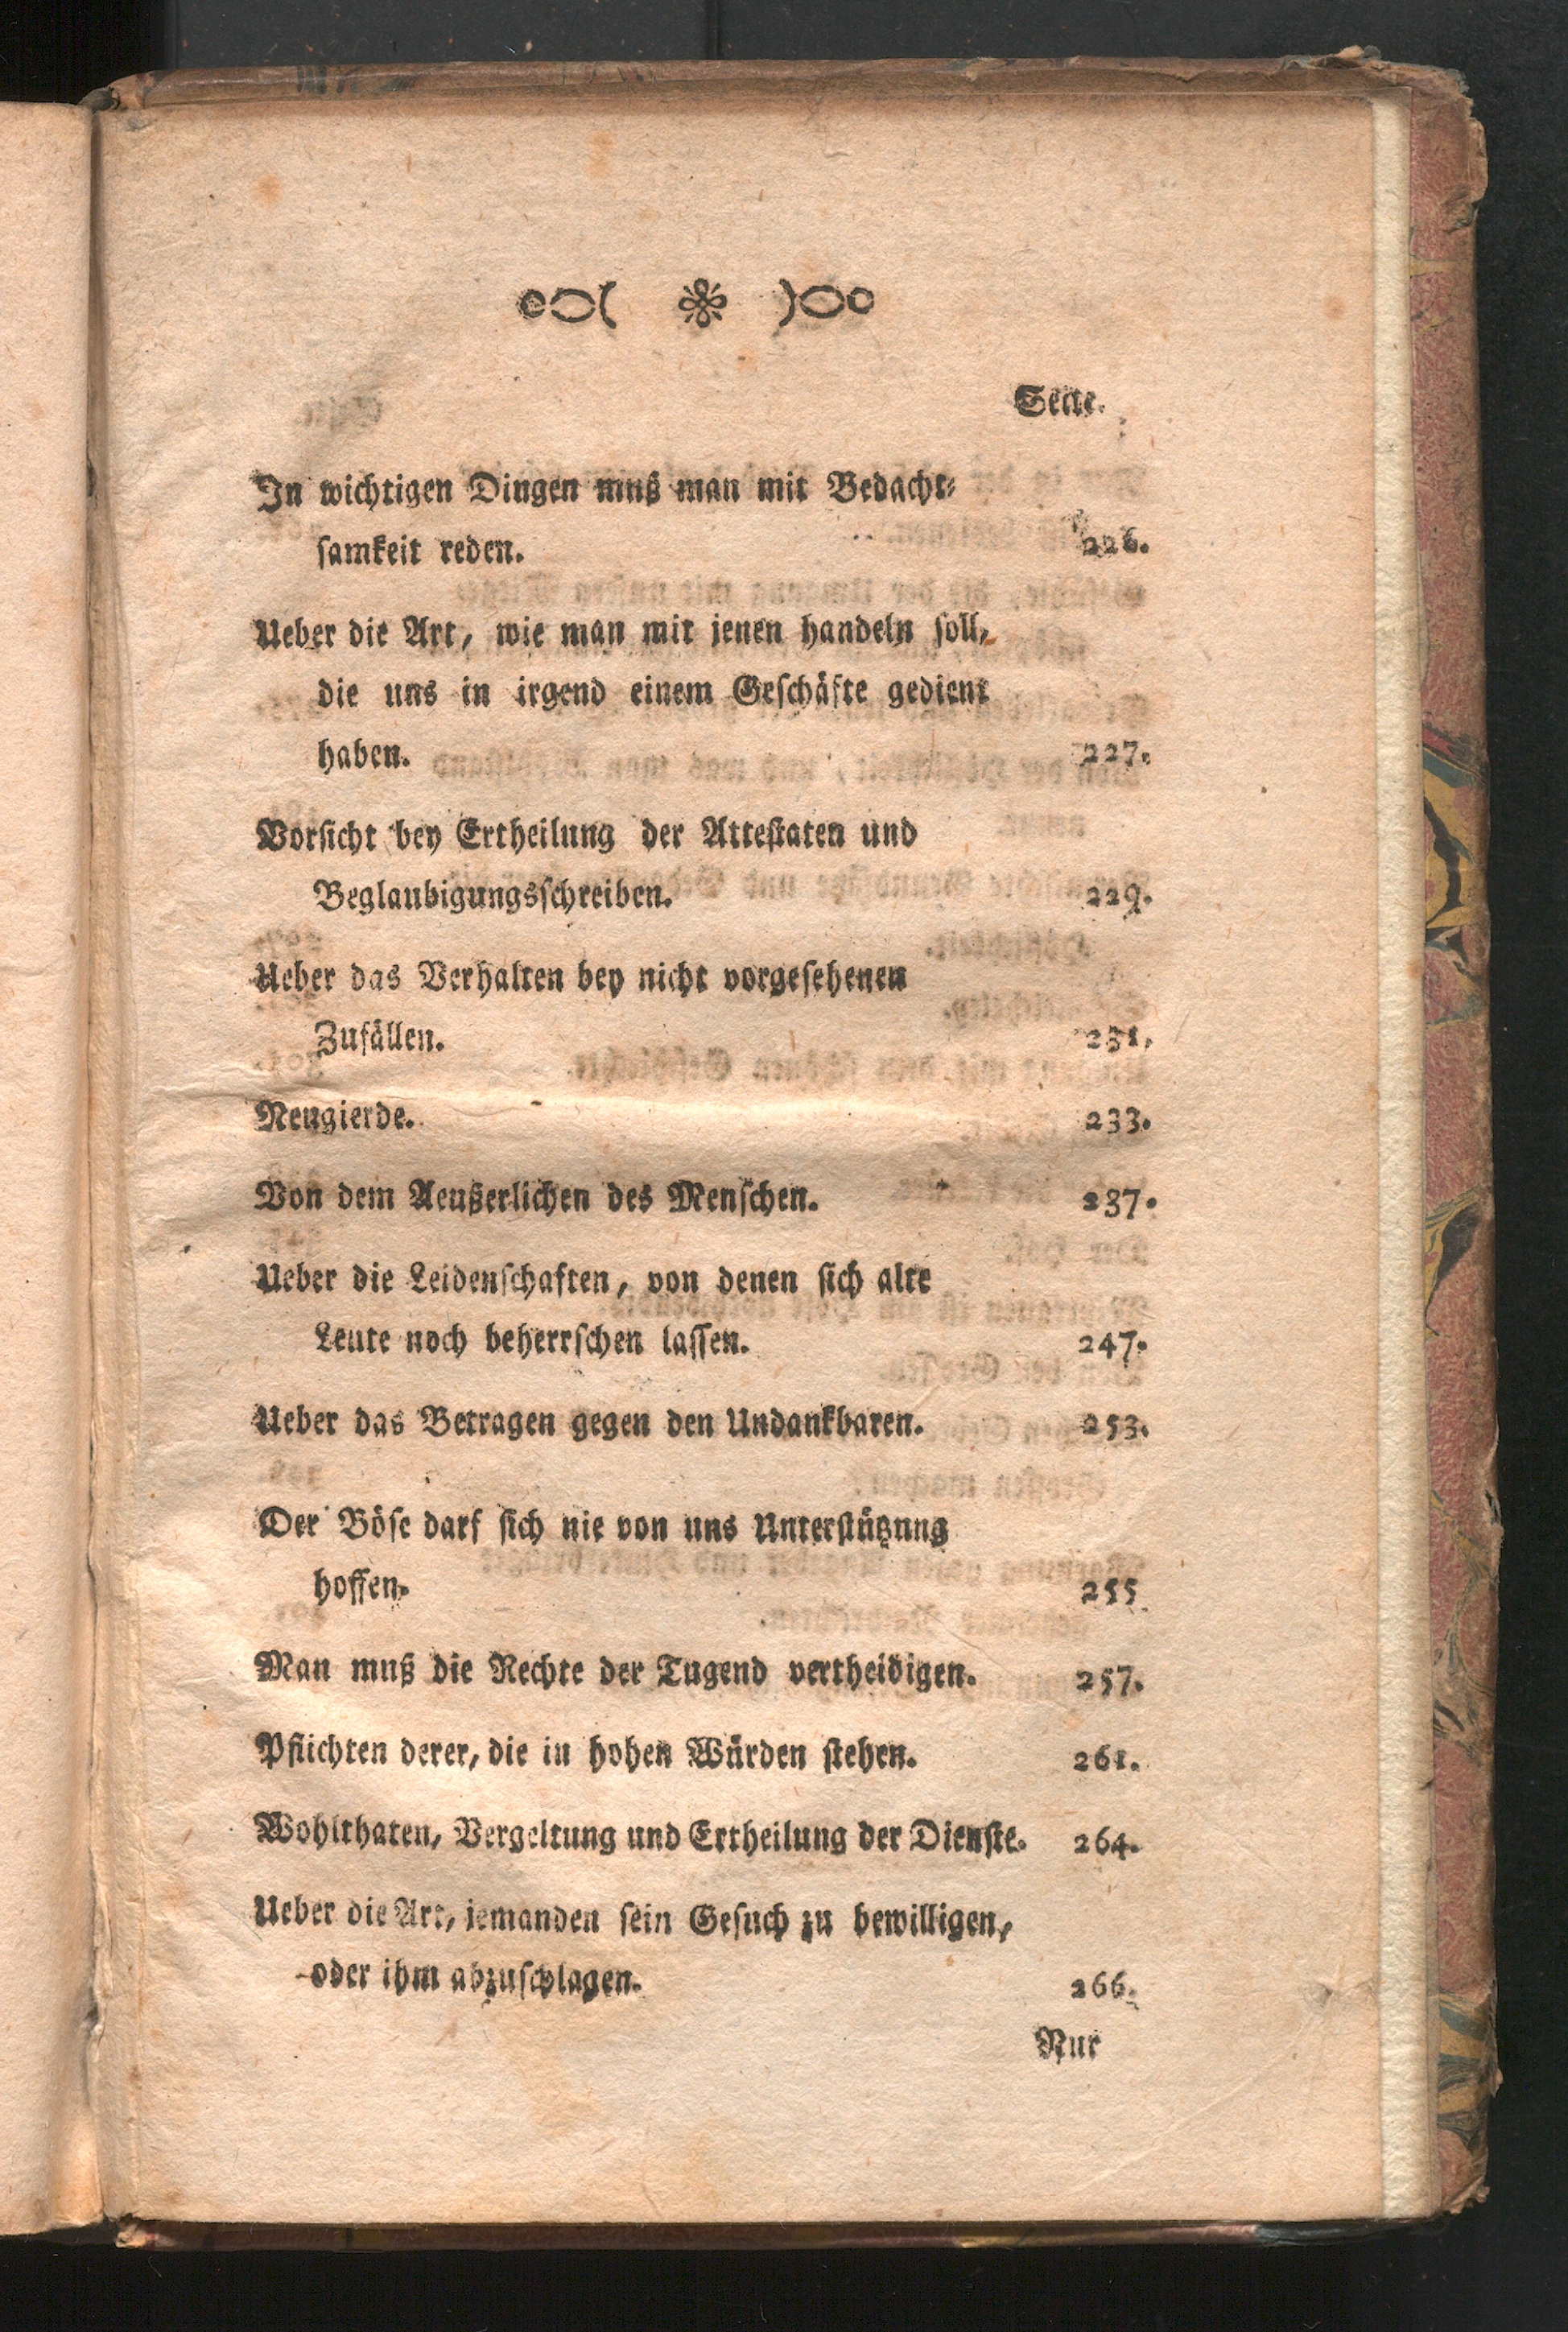 Seite.
In wichtigen Dingen muß man mit Bedacht⸗
ſamkeit reden. 226.
Ueber die Art, wie man mit jenen handeln ſoll,
die uns in irgend einem Geſchäfte gedient
haben. 227.
Vorſicht bey Ertheilung der Atteſtaten und
Beglaubigungsſchreiben. 229.
Ueber das Verhalten bey nicht vorgeſehenen
Zufällen. 231.
Neugierde. 233.
Von dem Aeußerlichen des Menſchen. 237.
Ueber die Leidenſchaften, von denen ſich alte
Leute noch beherrſchen laſſen. 247.
Ueber das Betragen gegen den Undankbaren. 253.
Der Böſe darf ſich nie von uns Unterſtützung
hoffen. 255
Man muß die Rechte der Tugend vertheidigen. 257.
Pflichten derer, die in hohen Würden ſtehen. 261.
Wohlthaten, Vergeltung und Ertheilung der Dienſte. 264.
Ueber die Art, jemanden ſein Geſuch zu bewilligen,
oder ihm abzuſchlagen. 266.
Nur